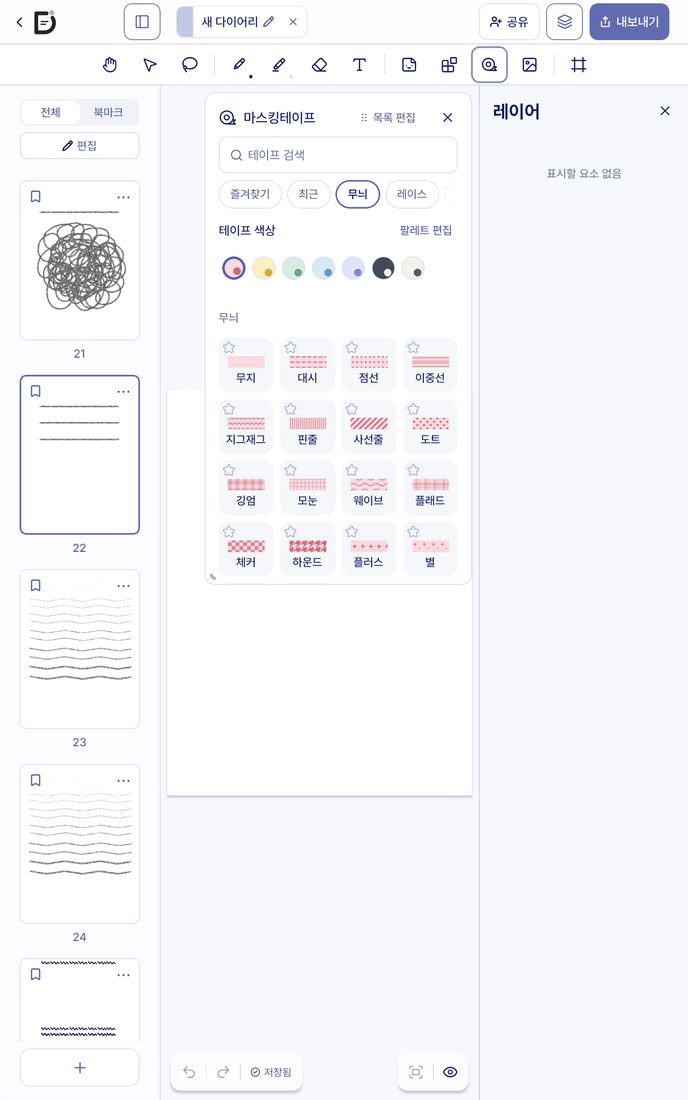 새 다이어리
공유
내보내기
전체
북마크
편집
21
22
23
24
마스킹테이프
목록 편집
테이프 검색
즐겨찾기
최근
무늬
레이스
테이프 색상
팔레트 편집
무늬
무지
대시
점선
이중선
지그재그
핀줄
사선줄
도트
깅엄
모눈
웨이브
플래드
체커
하운드
플러스
별
저장됨
레이어
표시할 요소 없음